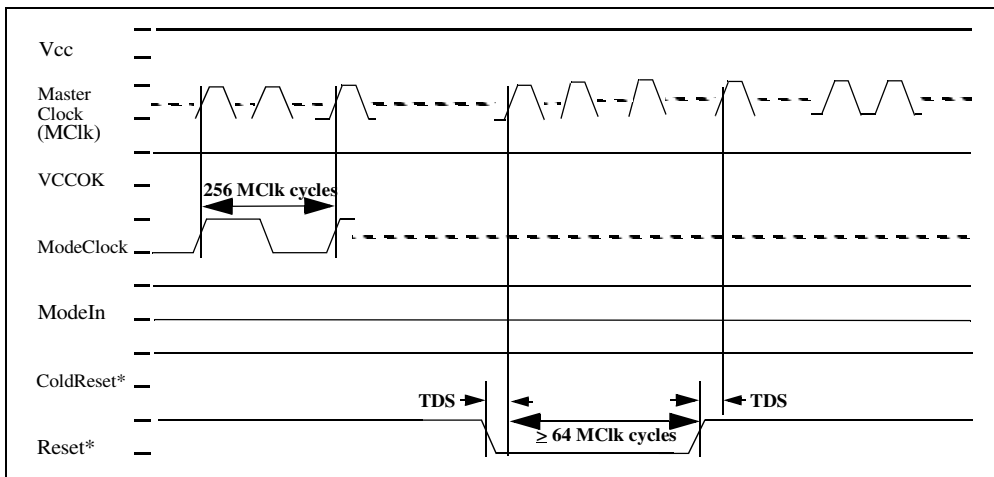 Vcc
Master
Clock
(MClk)
VCCOK
256 MClk cycles
ModeClock
ModeIn
ColdReset*
TDS
TDS
≥ 64 MClk cycles
Reset*